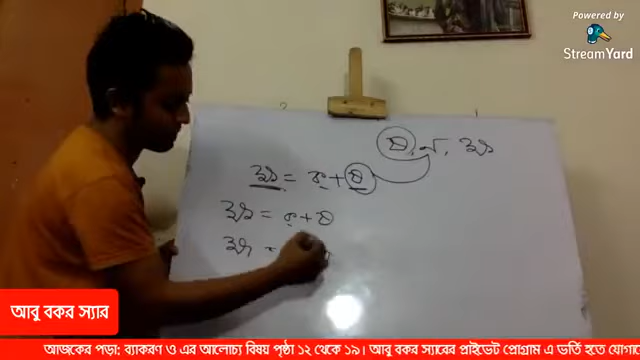 Powered by
StreamYard
ষ, ণ, ক্ষ
ক্ষ = ক + ষ
ক্ষ = ক + ষ
আবু বকর স্যার
আজকের পড়া: ব্যাকরণ ও এর আলোচ্য বিষয় পৃষ্ঠা ১২ থেকে ১৯। আবু বকর স্যারের প্রাইভেট প্রোগ্রাম এ ভর্তি হতে যোগা